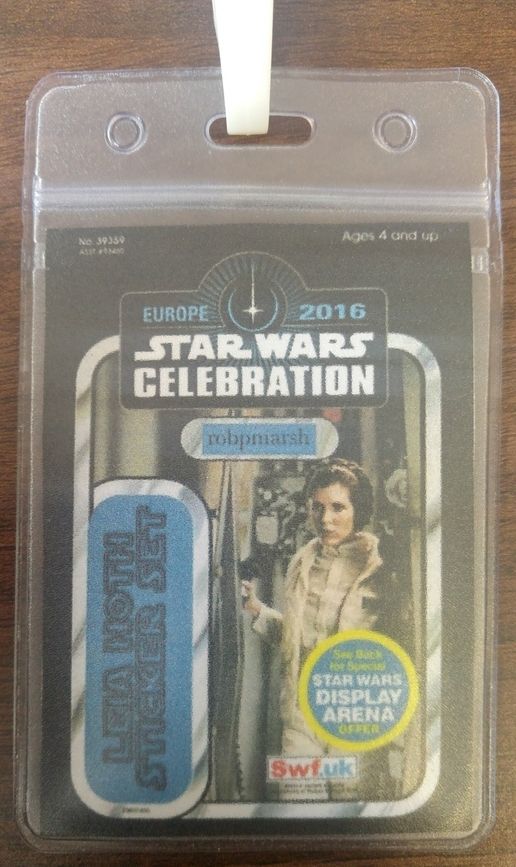 No. 39359
Ages 4 and up
EUROPE 2016
STAR WARS
CELEBRATION
robpmarsh
LEIA HOTH
STICKER SET
See Back
for Special
STAR WARS
DISPLAY
ARENA
OFFER
Swf.uk